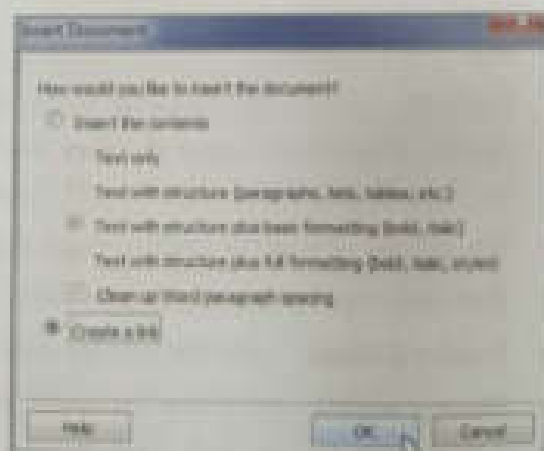 Insert Document
How would you like to insert the document?
Insert the contents
Text only
Text with structure (paragraphs, lists, tables, etc.)
Text with structure plus basic formatting (bold, italic)
Text with structure plus full formatting (bold, italic, styles)
Clean up Word paragraph spacing
Create a link
Help
OK
Cancel